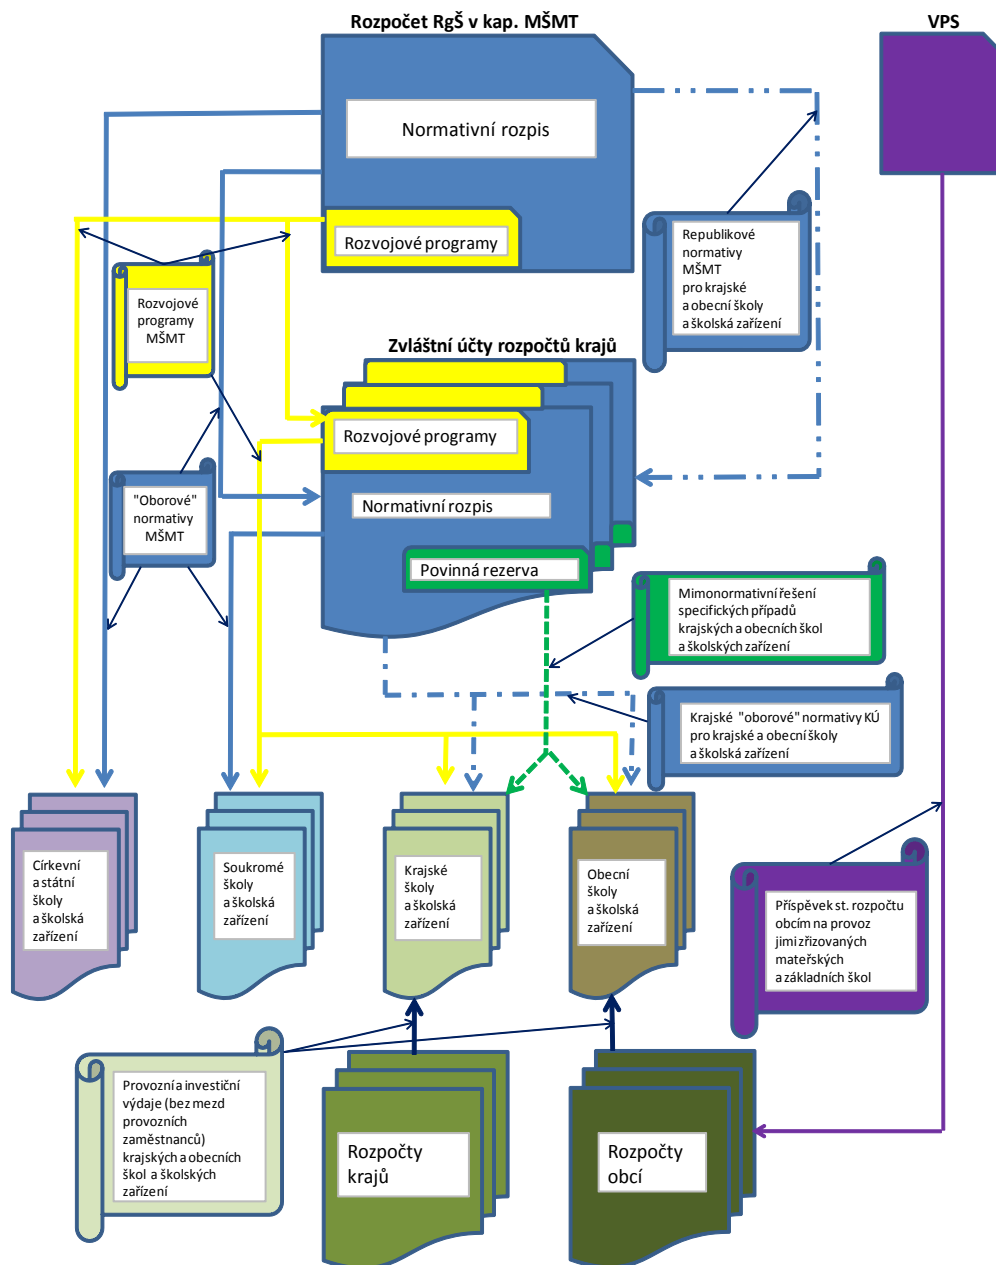 Rozpočet RgŠ v kap. MŠMT
VPS
Normativní rozpis
Rozvojové programy
Republikové
normativy
MŠMT
pro krajské
a obecní školy
a školská zařízení
Rozvojové
programy
MŠMT
Zvláštní účty rozpočtů krajů
Rozvojové programy
"Oborové"
normativy
MŠMT
Normativní rozpis
Povinná rezerva
Mimonormativní řešení
specifických případů
krajských a obecních škol
a školských zařízení
Krajské "oborové" normativy KÚ
pro krajské a obecní školy
a školská zařízení
Církevní
a státní
školy
a školská
zařízení
Soukromé
školy
a školská
zařízení
Krajské
školy
a školská
zařízení
Obecní
školy
a školská
zařízení
Příspěvek st. rozpočtu
obcím na provoz
jimi zřizovaných
mateřských
a základních škol
Provozní a investiční
výdaje (bez mezd
provozních
zaměstnanců)
krajských a obecních
škol a školských
zařízení
Rozpočty
krajů
Rozpočty
obcí